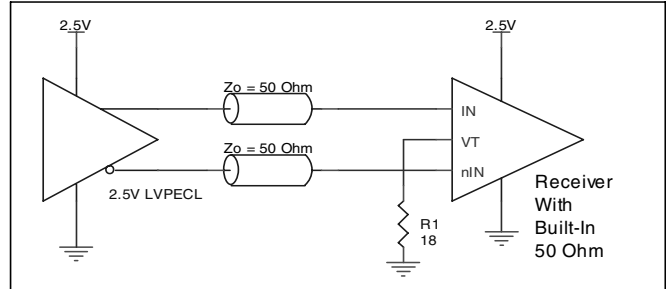 2.5V
2.5V
Zo = 50 Ohm
IN
VT
Zo = 50 Ohm
nIN
2.5V LVPECL
R1
18
Receiver
With
Built-In
50 Ohm